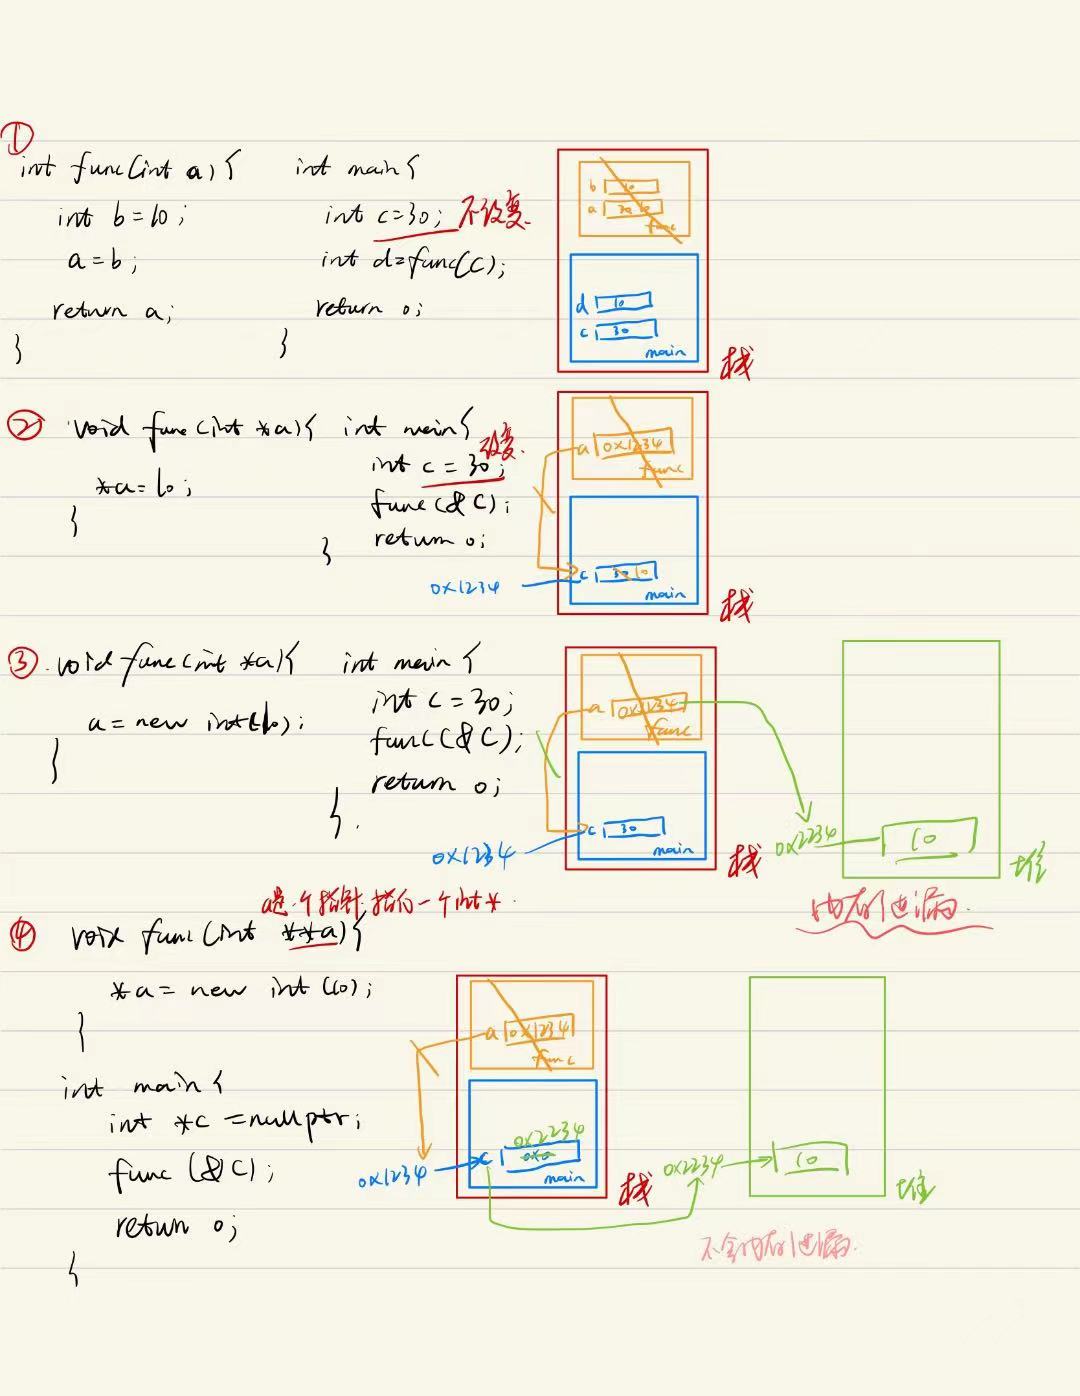 ①
int func(int a){
int b=10;
a=b;
return a;
}
int main{
int c=30; 不改变.
int d=func(c);
return 0;
}
b 10
a 30 10
func
d 10
c 30
main
栈
②
void func(int *a){
*a=10;
}
int main{
int c=30; 改变.
func(&c);
return 0;
}
a 0x1234
func
0x1234
c 30 10
main
栈
③
void func(int *a){
a=new int(10);
}
int main{
int c=30;
func(&c);
return 0;
}.
a 0x1234
func
0x1234
c 30
main
栈
0x2234
10
堆
内存泄漏.
a是一个指针,指向一个int*.
④
void func(int **a){
*a=new int(10);
}
int main{
int *c=nullptr;
func(&c);
return 0;
}
a 0x1234
func
0x1234
c 0x0
0x2234
main
栈
0x2234
10
堆
不会内存泄漏.